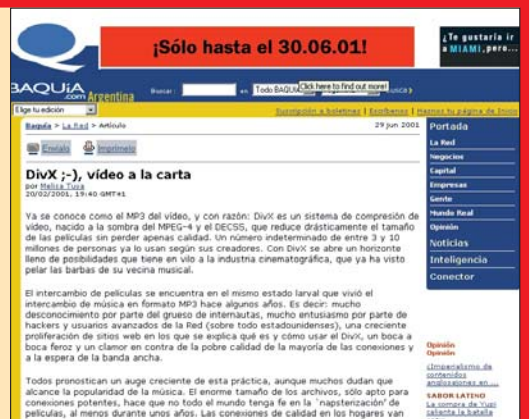 ¡Sólo hasta el 30.06.01!
¿Te gustaría ir
a MIAMI, pero...
BAQUÍA
.com Argentina
Buscar:
en Todo BAQUÍA
Click here to find out more!
Elige tu edición
Suscripción a boletines | Escríbenos | Haznos tu página de Inicio
Baquía > La Red > Artículo
29 jun 2001
Envíalo
Imprímelo
DivX ;-), vídeo a la carta
por Melisa Tuya
20/02/2001, 19:40 GMT+1
Ya se conoce como el MP3 del vídeo, y con razón: DivX es un sistema de compresión de
vídeo, nacido a la sombra del MPEG-4 y el DECSS, que reduce drásticamente el tamaño
de las películas sin perder apenas calidad. Un número indeterminado de entre 3 y 10
millones de personas ya lo usan según sus creadores. Con DivX se abre un horizonte
lleno de posibilidades que tiene en vilo a la industria cinematográfica, que ya ha visto
pelar las barbas de su vecina musical.
El intercambio de películas se encuentra en el mismo estado larval que vivió el
intercambio de música en formato MP3 hace algunos años. Es decir: mucho
desconocimiento por parte del grueso de internautas, mucho entusiasmo por parte de
hackers y usuarios avanzados de la Red (sobre todo estadounidenses), una creciente
proliferación de sitios web en los que se explica qué es y cómo usar el DivX, un boca a
boca feroz y un clamor en contra de la pobre calidad de la mayoría de las conexiones y
a la espera de la banda ancha.
Todos pronostican un auge creciente de esta práctica, aunque muchos dudan que
alcance la popularidad de la música. El enorme tamaño de los archivos, sólo apto para
conexiones potentes, hace que no todo el mundo tenga fe en la `napsterización' de
películas, al menos durante unos años. Las conexiones de calidad en los hogares van
Portada
La Red
Negocios
Capital
Empresas
Gente
Mundo Real
Opinión
Noticias
Inteligencia
Conector
Opinión
Opinión
¿Imperialismo de
contenidos
anglosajones en ...
SABOR LATINO
La compra de Yupi
calienta la batalla